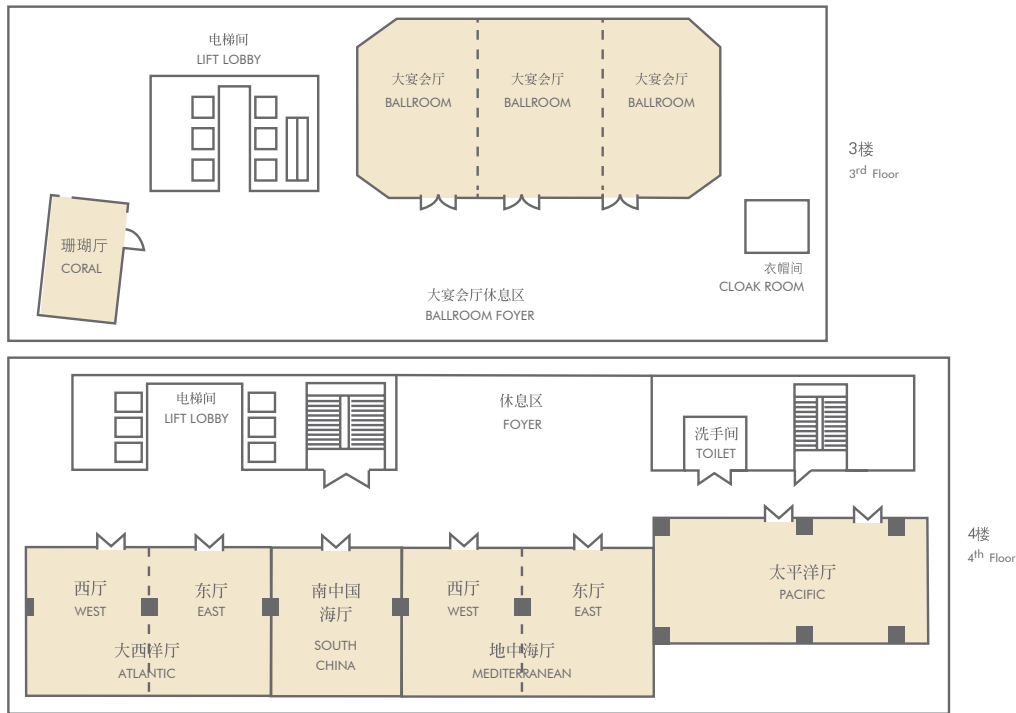 电梯间
LIFT LOBBY
大宴会厅
BALLROOM
大宴会厅
BALLROOM
大宴会厅
BALLROOM
3楼
3rd Floor
珊瑚厅
CORAL
衣帽间
CLOAK ROOM
大宴会厅休息区
BALLROOM FOYER
电梯间
LIFT LOBBY
休息区
FOYER
洗手间
TOILET
4楼
4th Floor
西厅
WEST
东厅
EAST
大西洋厅
ATLANTIC
南中国
海厅
SOUTH
CHINA
西厅
WEST
东厅
EAST
地中海厅
MEDITERRANEAN
太平洋厅
PACIFIC